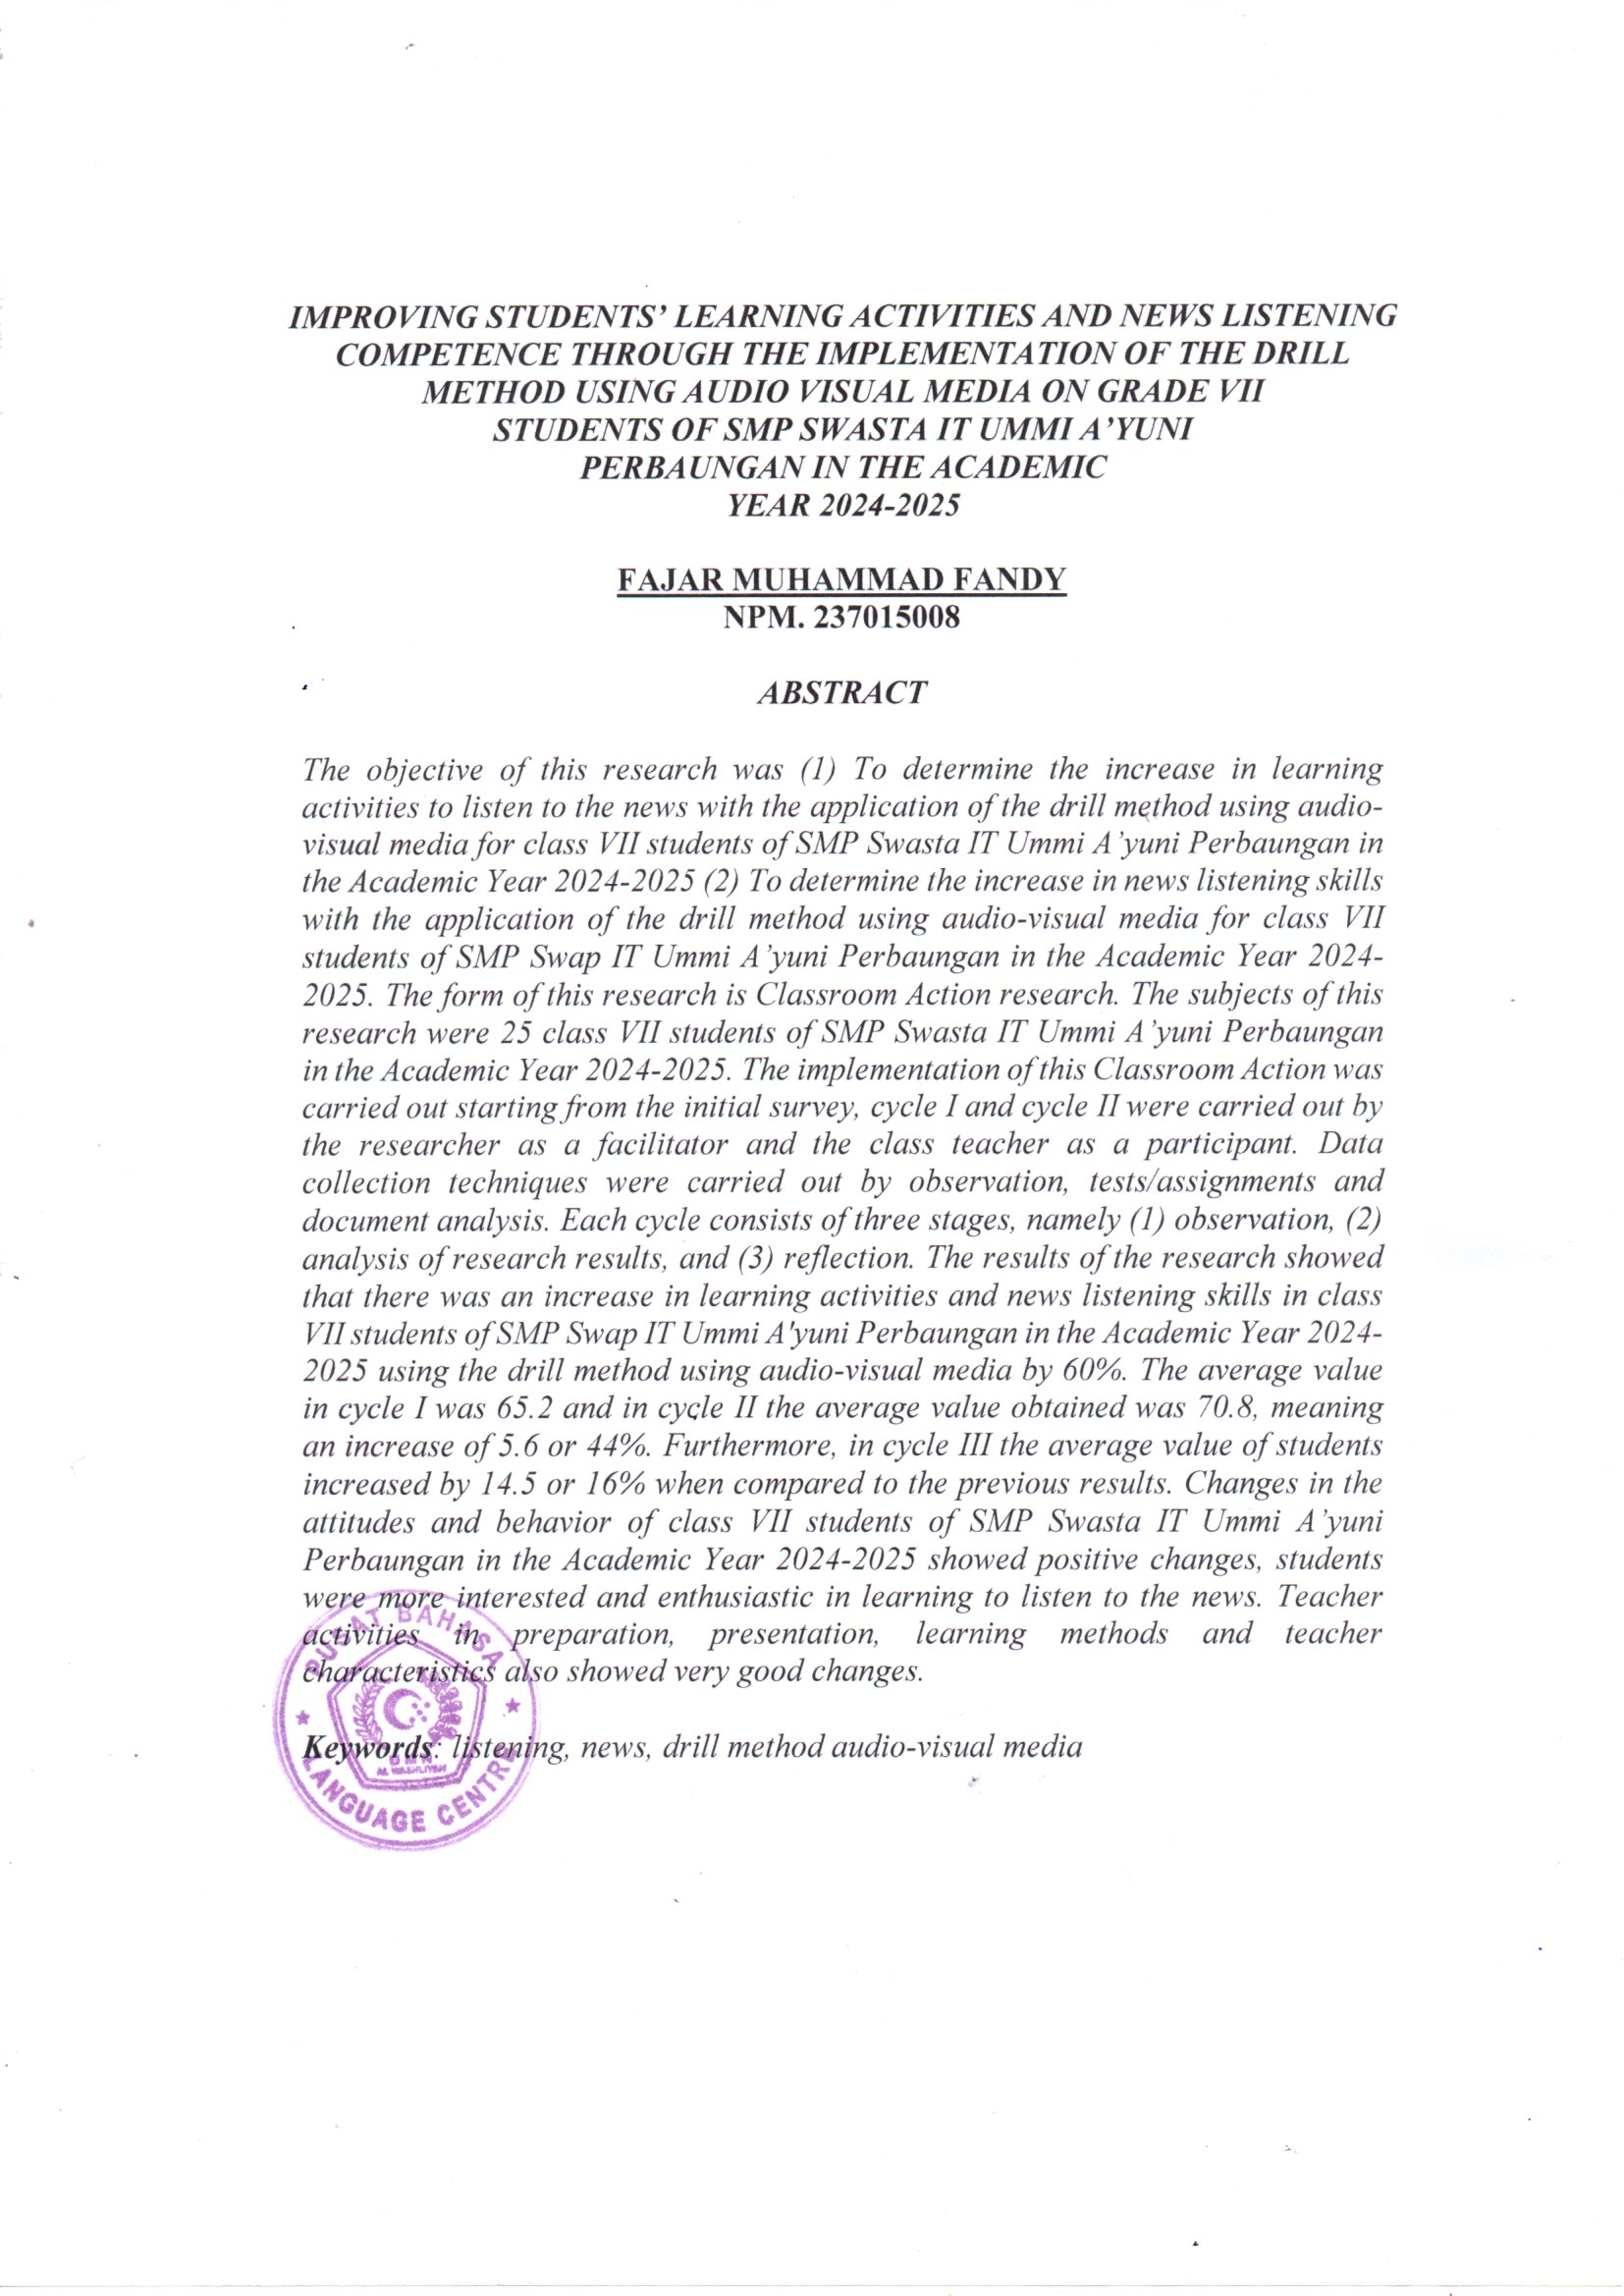 IMPROVING STUDENTS’ LEARNING ACTIVITIES AND NEWS LISTENING
COMPETENCE THROUGH THE IMPLEMENTATION OF THE DRILL
METHOD USING AUDIO VISUAL MEDIA ON GRADE VII
STUDENTS OF SMP SWASTA IT UMMI A’YUNI
PERBAUNGAN IN THE ACADEMIC
YEAR 2024-2025
FAJAR MUHAMMAD FANDY
NPM. 237015008
ABSTRACT
The objective of this research was (1) To determine the increase in learning
activities to listen to the news with the application of the drill method using audio-
visual media for class VII students of SMP Swasta IT Ummi A’yuni Perbaungan in
the Academic Year 2024-2025 (2) To determine the increase in news listening skills
with the application of the drill method using audio-visual media for class VII
students of SMP Swap IT Ummi A’yuni Perbaungan in the Academic Year 2024-
2025. The form of this research is Classroom Action research. The subjects of this
research were 25 class VII students of SMP Swasta IT Ummi A’yuni Perbaungan
in the Academic Year 2024-2025. The implementation of this Classroom Action was
carried out starting from the initial survey, cycle I and cycle II were carried out by
the researcher as a facilitator and the class teacher as a participant. Data
collection techniques were carried out by observation, tests/assignments and
document analysis. Each cycle consists of three stages, namely (1) observation, (2)
analysis of research results, and (3) reflection. The results of the research showed
that there was an increase in learning activities and news listening skills in class
VII students of SMP Swap IT Ummi A'yuni Perbaungan in the Academic Year 2024-
2025 using the drill method using audio-visual media by 60%. The average value
in cycle I was 65.2 and in cycle II the average value obtained was 70.8, meaning
an increase of 5.6 or 44%. Furthermore, in cycle III the average value of students
increased by 14.5 or 16% when compared to the previous results. Changes in the
attitudes and behavior of class VII students of SMP Swasta IT Ummi A’yuni
Perbaungan in the Academic Year 2024-2025 showed positive changes, students
were more interested and enthusiastic in learning to listen to the news. Teacher
activities in preparation, presentation, learning methods and teacher
characteristics also showed very good changes.
Keywords: listening, news, drill method audio-visual media
PUSAT BAHASA
UMN
AL WASHLIYAH
LANGUAGE CENTRE